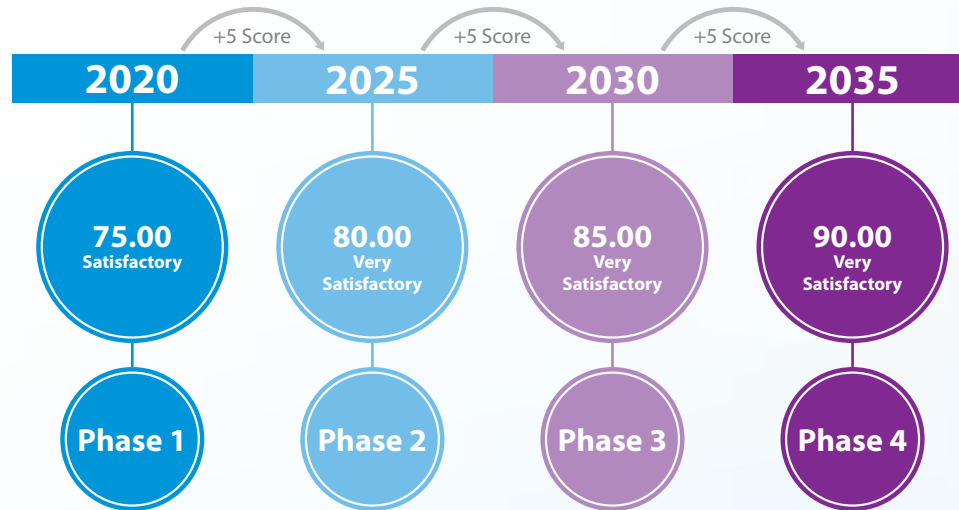 +5 Score
+5 Score
+5 Score
2020
2025
2030
2035
75.00
Satisfactory
80.00
Very
Satisfactory
85.00
Very
Satisfactory
90.00
Very
Satisfactory
Phase 1
Phase 2
Phase 3
Phase 4